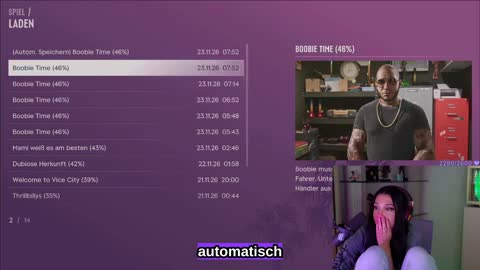 SPIEL /
LADEN
(Autom. Speichern) Boobie Time (46%) 23.11.26 07:52
Boobie Time (46%) 23.11.26 07:52
Boobie Time (46%) 23.11.26 07:14
Boobie Time (46%) 23.11.26 06:52
Boobie Time (46%) 23.11.26 05:48
Boobie Time (46%) 23.11.26 05:43
Mami weiß es am besten (43%) 23.11.26 02:46
Dubiose Herkunft (42%) 22.11.26 01:58
Welcome to Vice City (39%) 21.11.26 20:00
Thrillbillys (35%) 21.11.26 00:44
2 / 14
BOOBIE TIME (46%)
Boobie muss
Fahrer. Unte
Händler aus
automatisch